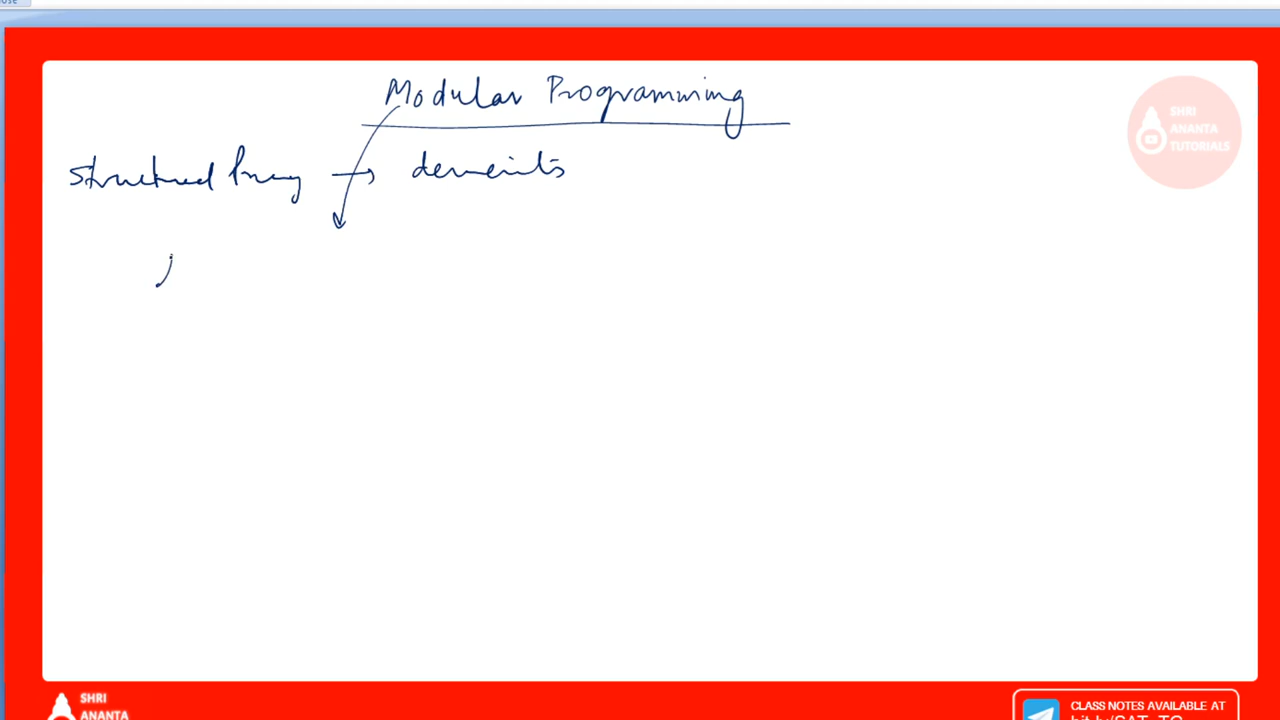 Modular Programming
structured Prog → demerits
SHRI
ANANTA
TUTORIALS
SHRI
ANANTA
CLASS NOTES AVAILABLE AT